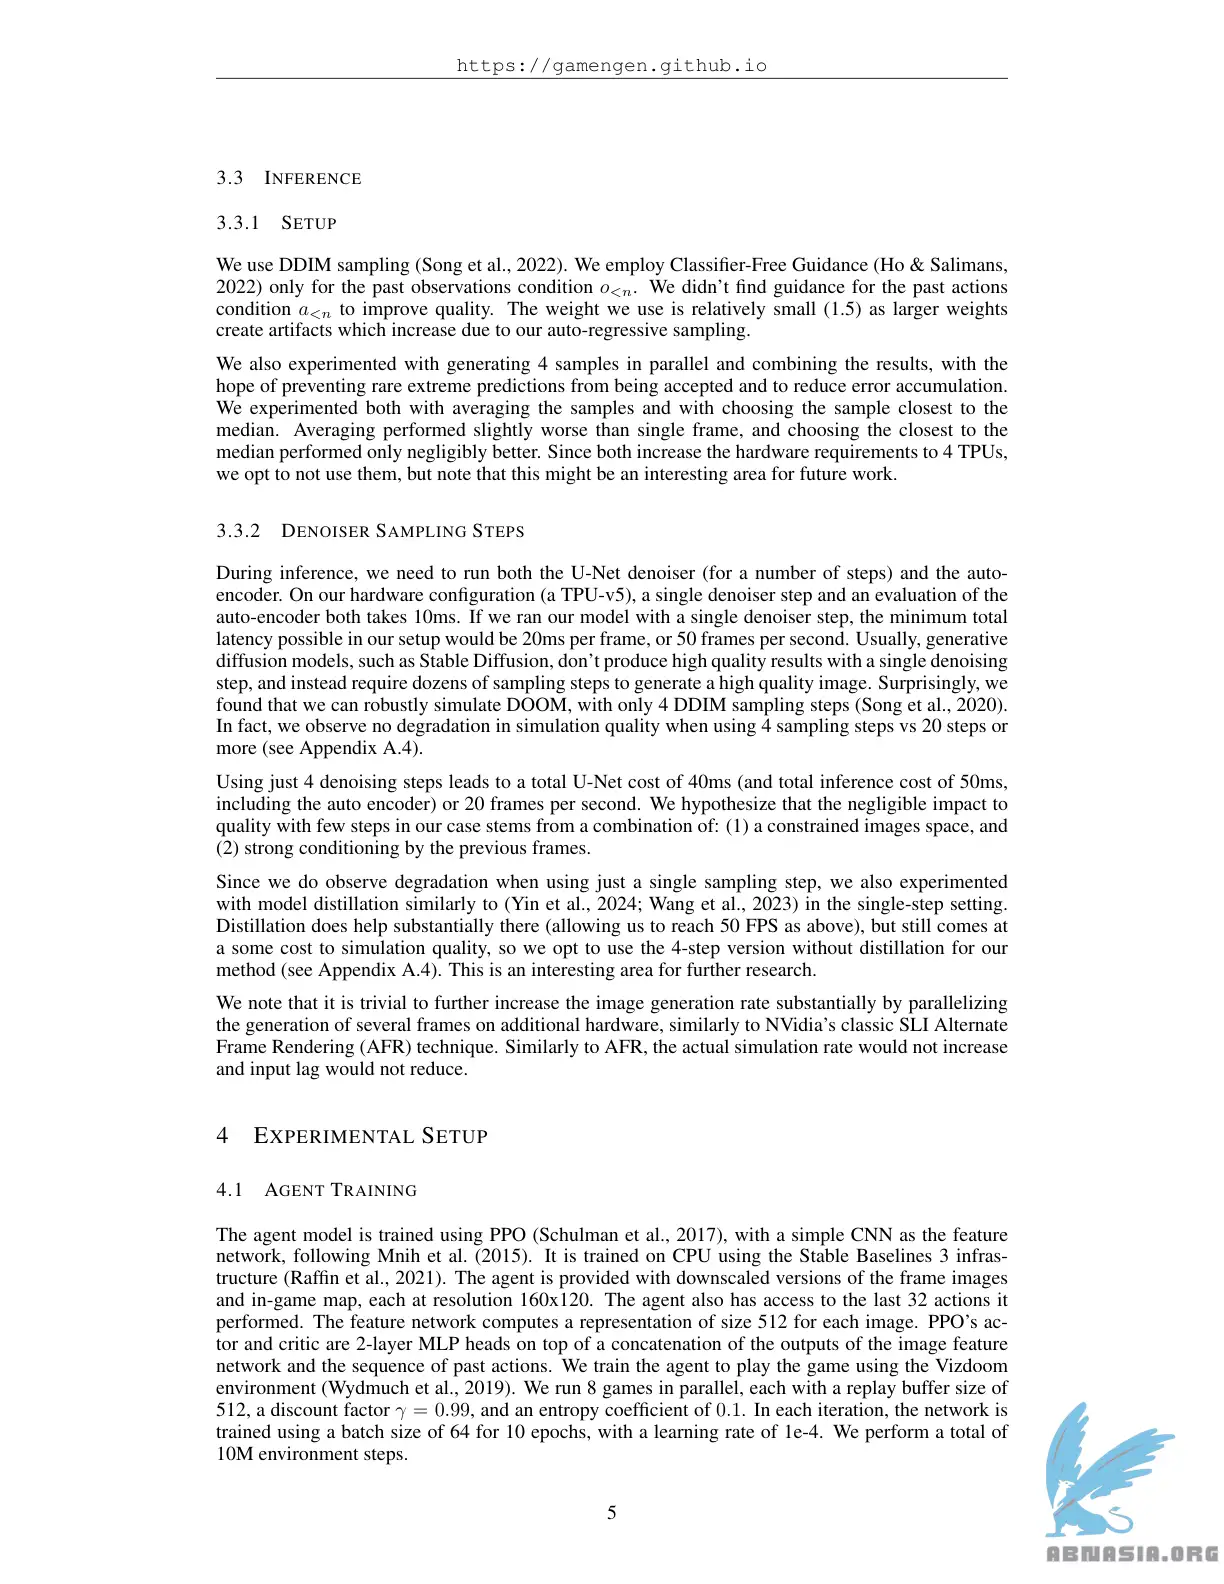 https://gamengen.github.io
3.3 INFERENCE
3.3.1 SETUP
We use DDIM sampling (Song et al., 2022). We employ Classifier-Free Guidance (Ho & Salimans,
2022) only for the past observations condition o<n. We didn't find guidance for the past actions
condition a<n to improve quality. The weight we use is relatively small (1.5) as larger weights
create artifacts which increase due to our auto-regressive sampling.
We also experimented with generating 4 samples in parallel and combining the results, with the
hope of preventing rare extreme predictions from being accepted and to reduce error accumulation.
We experimented both with averaging the samples and with choosing the sample closest to the
median. Averaging performed slightly worse than single frame, and choosing the closest to the
median performed only negligibly better. Since both increase the hardware requirements to 4 TPUs,
we opt to not use them, but note that this might be an interesting area for future work.
3.3.2 DENOISER SAMPLING STEPS
During inference, we need to run both the U-Net denoiser (for a number of steps) and the auto-
encoder. On our hardware configuration (a TPU-v5), a single denoiser step and an evaluation of the
auto-encoder both takes 10ms. If we ran our model with a single denoiser step, the minimum total
latency possible in our setup would be 20ms per frame, or 50 frames per second. Usually, generative
diffusion models, such as Stable Diffusion, don't produce high quality results with a single denoising
step, and instead require dozens of sampling steps to generate a high quality image. Surprisingly, we
found that we can robustly simulate DOOM, with only 4 DDIM sampling steps (Song et al., 2020).
In fact, we observe no degradation in simulation quality when using 4 sampling steps vs 20 steps or
more (see Appendix A.4).
Using just 4 denoising steps leads to a total U-Net cost of 40ms (and total inference cost of 50ms,
including the auto encoder) or 20 frames per second. We hypothesize that the negligible impact to
quality with few steps in our case stems from a combination of: (1) a constrained images space, and
(2) strong conditioning by the previous frames.
Since we do observe degradation when using just a single sampling step, we also experimented
with model distillation similarly to (Yin et al., 2024; Wang et al., 2023) in the single-step setting.
Distillation does help substantially there (allowing us to reach 50 FPS as above), but still comes at
a some cost to simulation quality, so we opt to use the 4-step version without distillation for our
method (see Appendix A.4). This is an interesting area for further research.
We note that it is trivial to further increase the image generation rate substantially by parallelizing
the generation of several frames on additional hardware, similarly to NVidia's classic SLI Alternate
Frame Rendering (AFR) technique. Similarly to AFR, the actual simulation rate would not increase
and input lag would not reduce.
4 EXPERIMENTAL SETUP
4.1 AGENT TRAINING
The agent model is trained using PPO (Schulman et al., 2017), with a simple CNN as the feature
network, following Mnih et al. (2015). It is trained on CPU using the Stable Baselines 3 infras-
tructure (Raffin et al., 2021). The agent is provided with downscaled versions of the frame images
and in-game map, each at resolution 160x120. The agent also has access to the last 32 actions it
performed. The feature network computes a representation of size 512 for each image. PPO's ac-
tor and critic are 2-layer MLP heads on top of a concatenation of the outputs of the image feature
network and the sequence of past actions. We train the agent to play the game using the Vizdoom
environment (Wydmuch et al., 2019). We run 8 games in parallel, each with a replay buffer size of
512, a discount factor γ = 0.99, and an entropy coefficient of 0.1. In each iteration, the network is
trained using a batch size of 64 for 10 epochs, with a learning rate of 1e-4. We perform a total of
10M environment steps.
5
ABNASIA.ORG